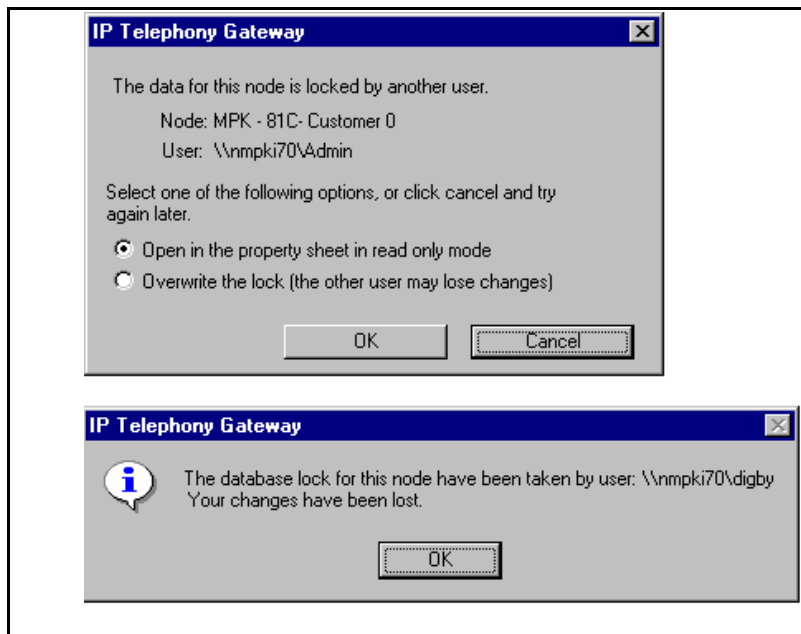 IP Telephony Gateway
The data for this node is locked by another user.
Node: MPK - 81C- Customer 0
User: \\nmpki70\Admin
Select one of the following options, or click cancel and try
again later.
Open in the property sheet in read only mode
Overwrite the lock (the other user may lose changes)
OK
Cancel
IP Telephony Gateway
The database lock for this node have been taken by user: \\nmpki70\digby
Your changes have been lost.
OK